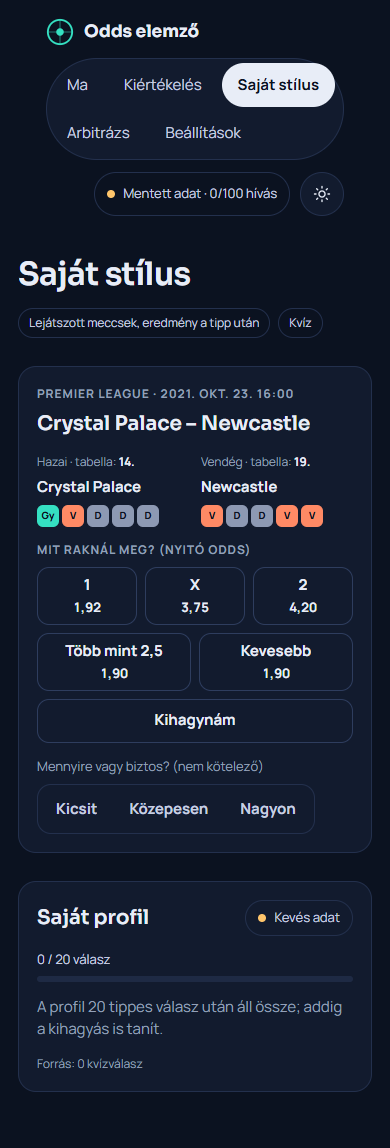 Odds elemző
Ma Kiértékelés Saját stílus
Arbitrázs Beállítások
Mentett adat · 0/100 hívás
Saját stílus
Lejátszott meccsek, eredmény a tipp után Kvíz
PREMIER LEAGUE · 2021. OKT. 23. 16:00
Crystal Palace – Newcastle
Hazai · tabella: 14. Vendég · tabella: 19.
Crystal Palace Newcastle
Gy V D D D V D D V V
MIT RAKNÁL MEG? (NYITÓ ODDS)
1 X 2
1,92 3,75 4,20
Több mint 2,5 Kevesebb
1,90 1,90
Kihagynám
Mennyire vagy biztos? (nem kötelező)
Kicsit Közepesen Nagyon
Saját profil Kevés adat
0 / 20 válasz
A profil 20 tippes válasz után áll össze; addig
a kihagyás is tanít.
Forrás: 0 kvízválasz